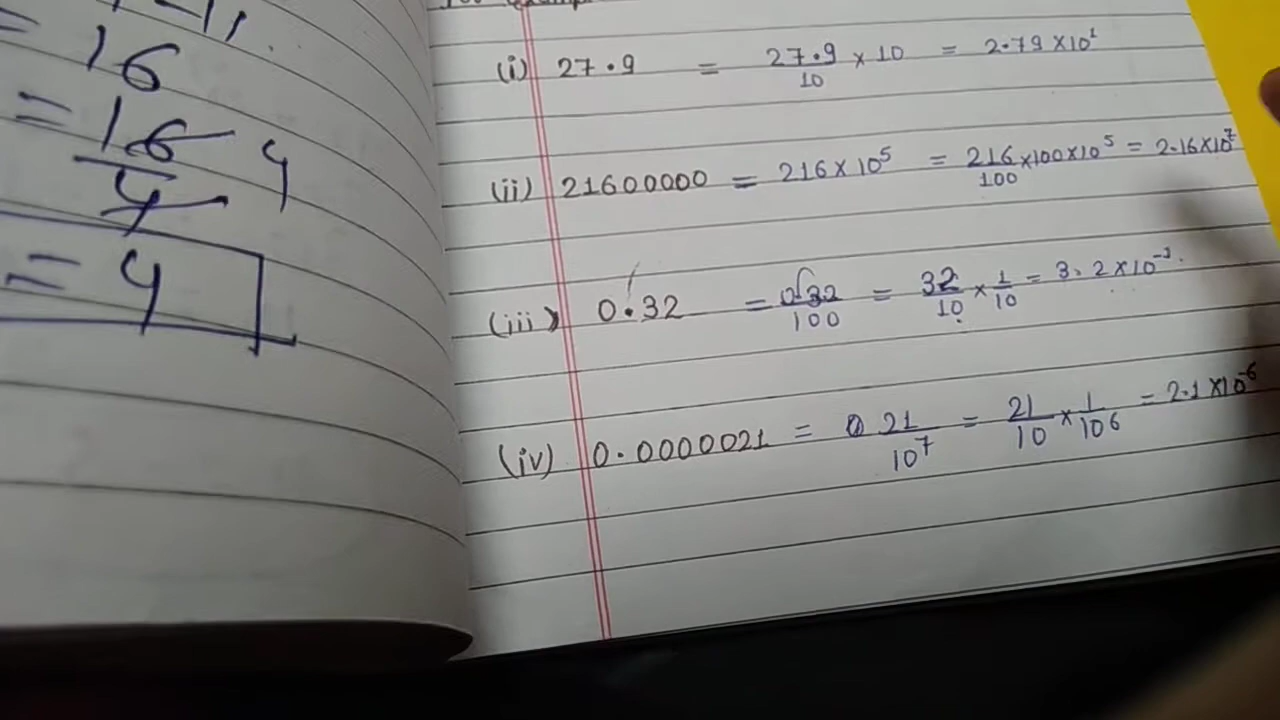 = 16
= 16/4 4
= 4
(i) 27.9 = 27.9/10 × 10 = 2.79 × 10¹
(ii) 21600000 = 216 × 10⁵ = 216/100 × 100 × 10⁵ = 2.16 × 10⁷
(iii) 0.32 = 032/100 = 32/10 × 1/10 = 3.2 × 10⁻¹.
(iv) 0.0000021 = 21/10⁷ = 21/10 × 1/10⁶ = 2.1 × 10⁻⁶